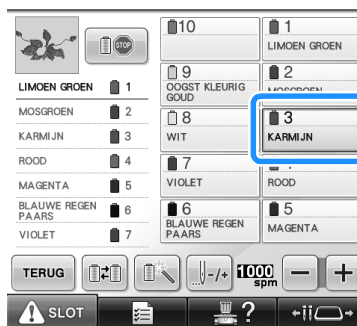 10
1
LIMOEN GROEN
STOP
9
OOGST KLEURIG
GOUD
2
MOSGROEN
LIMOEN GROEN 1
MOSGROEN 2
KARMIJN 3
ROOD 4
MAGENTA 5
BLAUWE REGEN
PAARS 6
VIOLET 7
8
WIT
3
KARMIJN
7
VIOLET
ROOD
6
BLAUWE REGEN
PAARS
5
MAGENTA
TERUG
-/+
1000
spm
−
+
SLOT
?